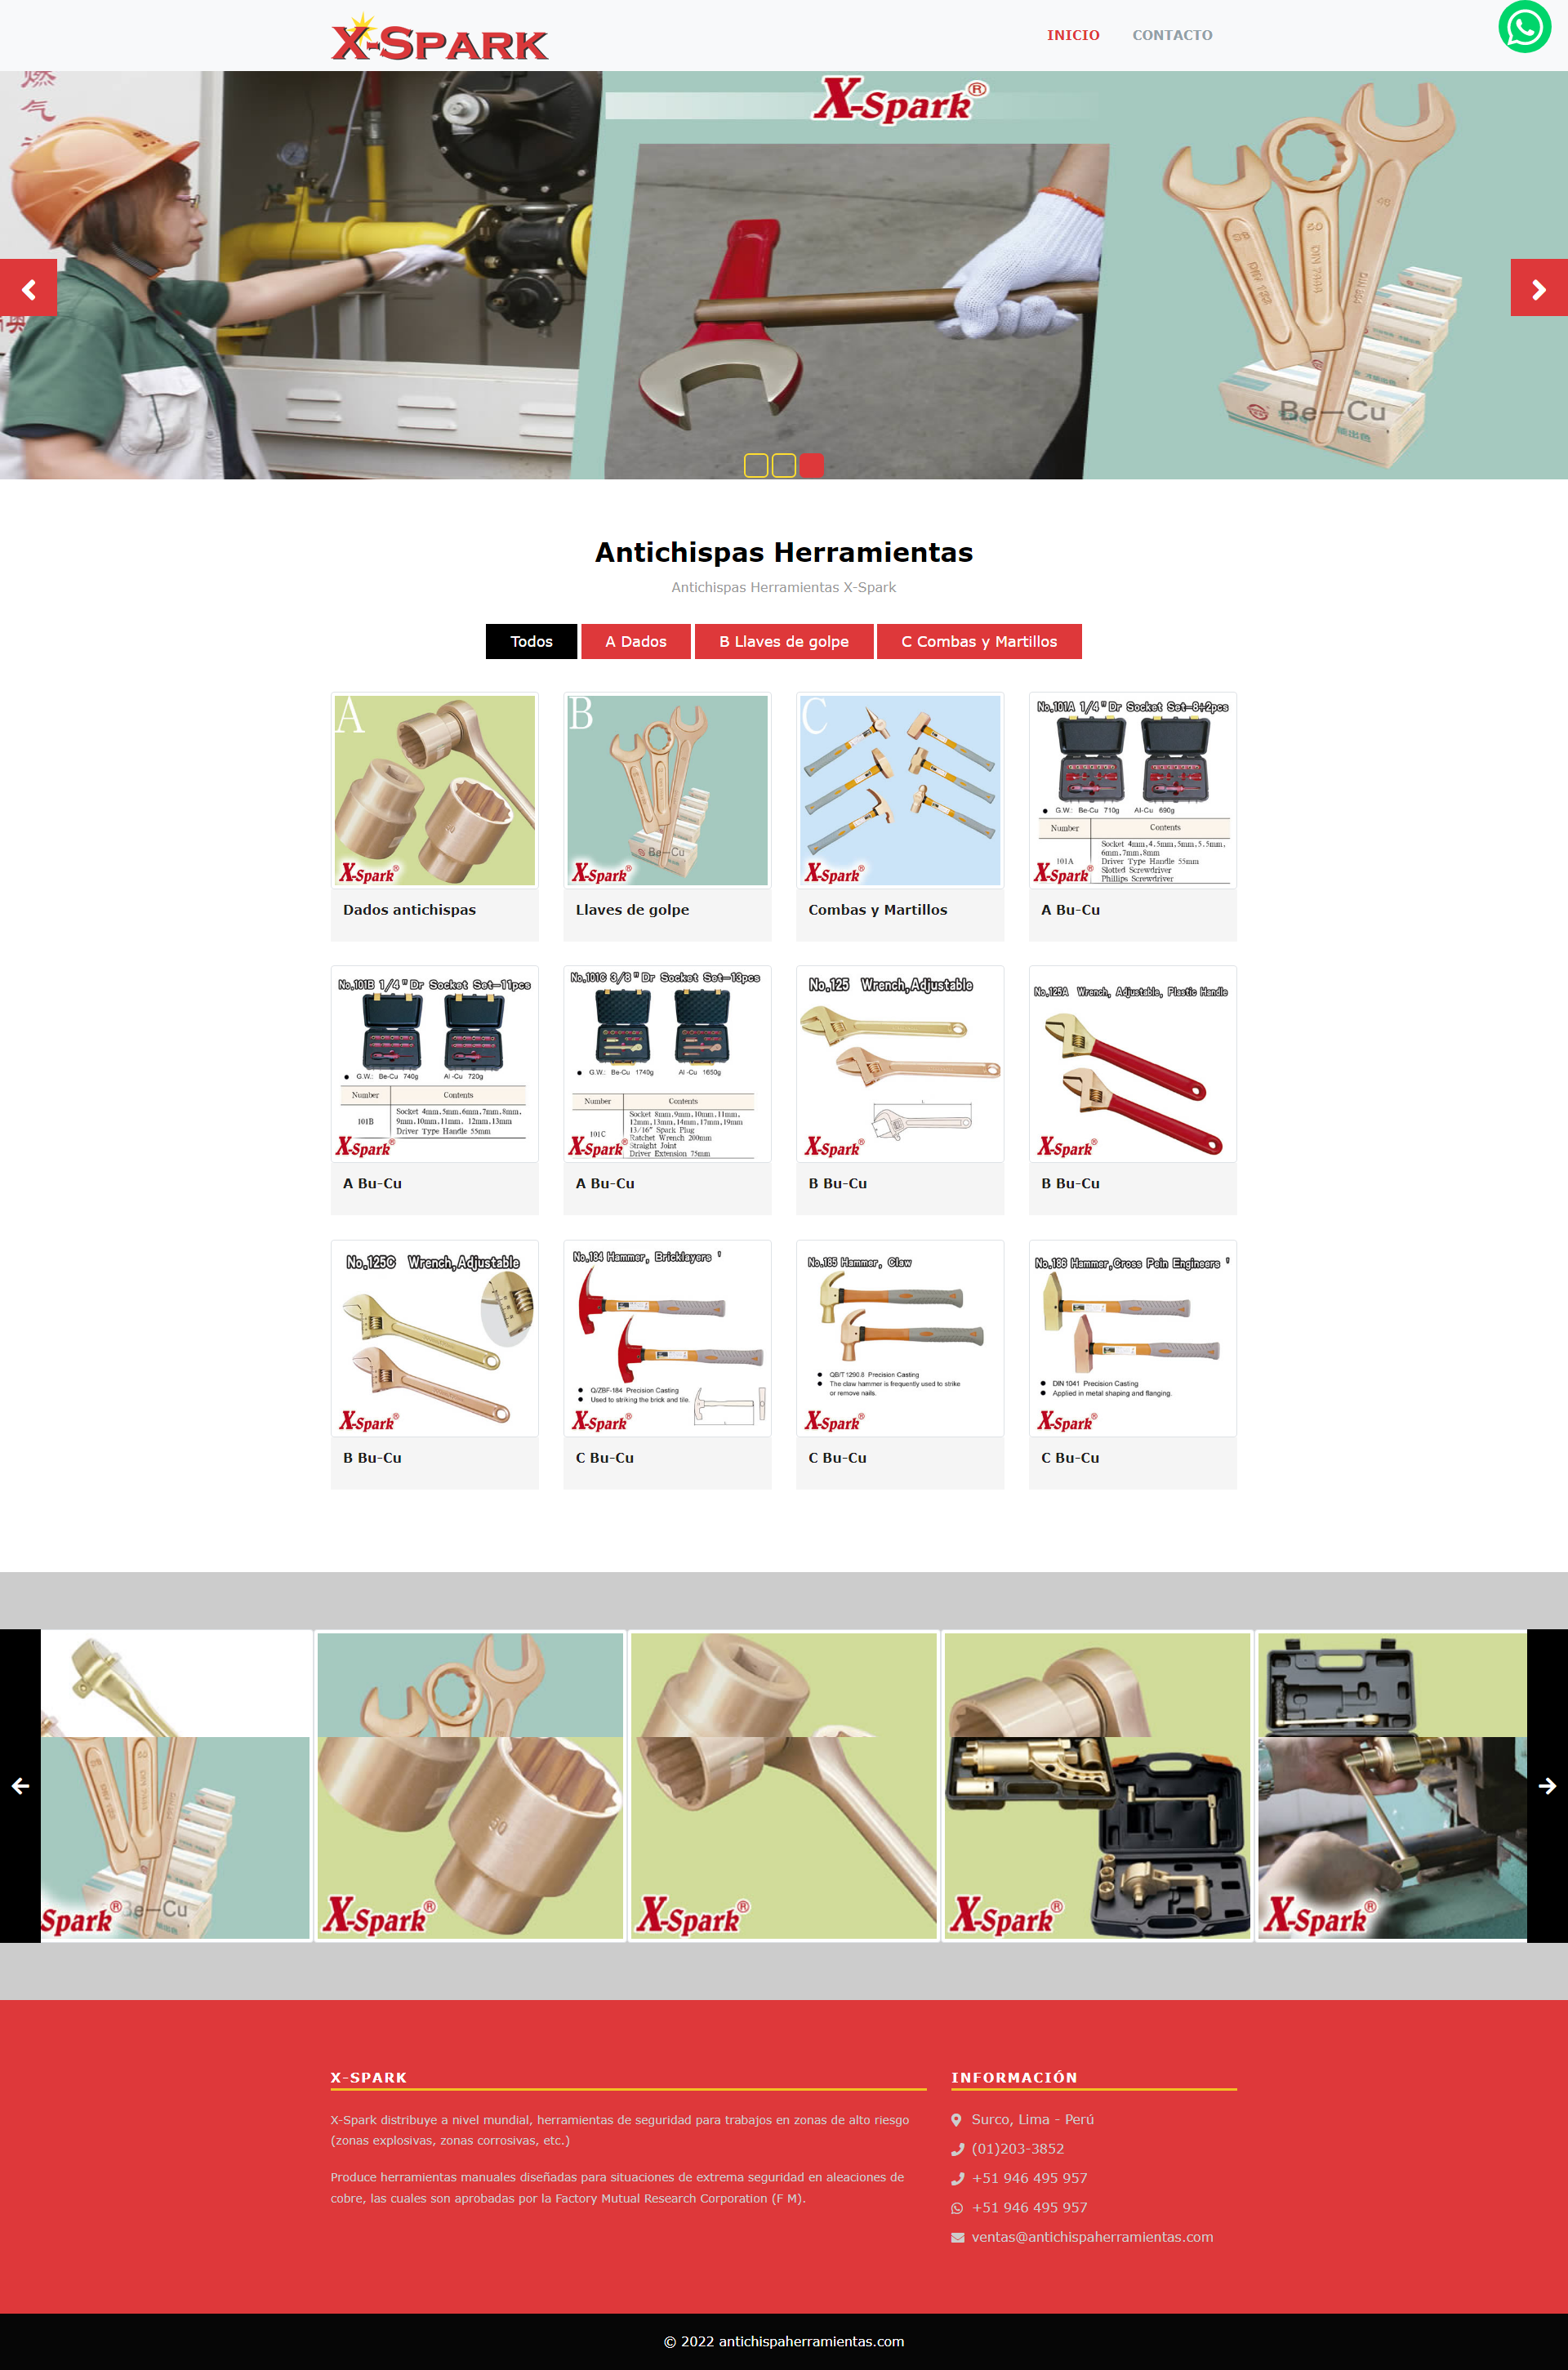 X-SPARK
INICIO
CONTACTO
燃
气
X-Spark®
DIN 7444
Be—Cu
Antichispas Herramientas
Antichispas Herramientas X-Spark
Todos
A Dados
B Llaves de golpe
C Combas y Martillos
A
X-Spark®
Dados antichispas
B
Be—Cu
X-Spark®
Llaves de golpe
C
X-Spark®
Combas y Martillos
No.101A 1/4" Dr Socket Set-8+2pcs
● G.W.: Be-Cu 710g Al-Cu 690g
Number Contents
101A
Socket 4mm,4.5mm,5mm,5.5mm,
6mm,7mm,8mm
Driver Type Handle 55mm
Slotted Screwdriver
Phillips Screwdriver
X-Spark®
A Bu-Cu
No.101B 1/4" Dr Socket Set-11pcs
● G.W.: Be-Cu 740g Al-Cu 720g
Number Contents
101B
Socket 4mm,5mm,6mm,7mm,8mm,
9mm,10mm,11mm, 12mm,13mm
Driver Type Handle 55mm
X-Spark®
A Bu-Cu
No.101C 3/8" Dr Socket Set-13pcs
● G.W.: Be-Cu 1740g Al-Cu 1650g
Number Contents
101C
Socket 8mm,9mm,10mm,11mm,
12mm,13mm,14mm,17mm,19mm
13/16" Spark Plug
Ratchet Wrench 200mm
Straight Joint
Driver Extension 75mm
X-Spark®
A Bu-Cu
No.125 Wrench,Adjustable
X-Spark®
B Bu-Cu
No.125A Wrench, Adjustable, Plastic Handle
X-Spark®
B Bu-Cu
No.125C Wrench,Adjustable
X-Spark®
B Bu-Cu
No.184 Hammer, Bricklayers '
● Q/ZBF-184 Precision Casting
● Used to striking the brick and tile.
X-Spark®
C Bu-Cu
No.185 Hammer, Claw
● QB/T 1290.8 Precision Casting
● The claw hammer is frequently used to strike
or remove nails.
X-Spark®
C Bu-Cu
No.186 Hammer,Cross Pein Engineers '
● DIN 1041 Precision Casting
● Applied in metal shaping and flanging.
X-Spark®
C Bu-Cu
Spark®
Be—Cu
50
X-Spark®
X-Spark®
X-Spark®
X-Spark®
X-SPARK
X-Spark distribuye a nivel mundial, herramientas de seguridad para trabajos en zonas de alto riesgo
(zonas explosivas, zonas corrosivas, etc.)
Produce herramientas manuales diseñadas para situaciones de extrema seguridad en aleaciones de
cobre, las cuales son aprobadas por la Factory Mutual Research Corporation (F M).
INFORMACIÓN
Surco, Lima - Perú
(01)203-3852
+51 946 495 957
+51 946 495 957
ventas@antichispaherramientas.com
© 2022 antichispaherramientas.com